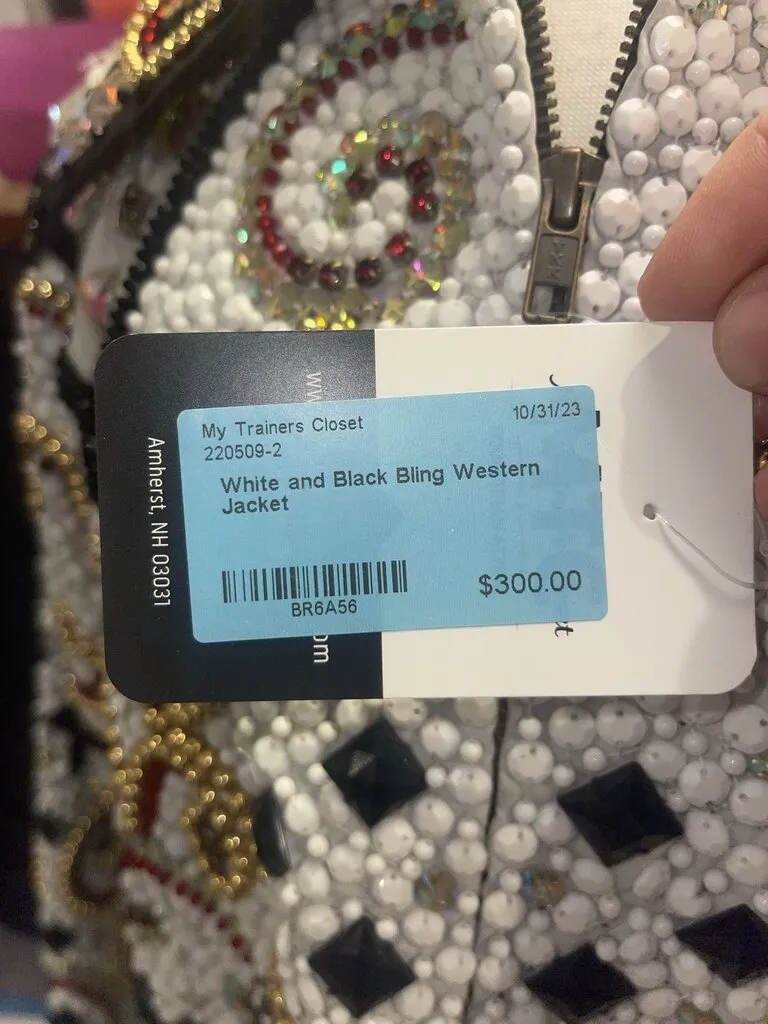 My Trainers Closet
10/31/23
220509-2
White and Black Bling Western
Jacket
BR6A56
$300.00
Amherst, NH 03031
YKK